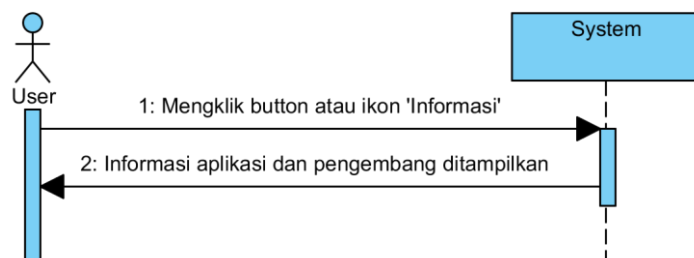 System
User
1: Mengklik button atau ikon 'Informasi'
2: Informasi aplikasi dan pengembang ditampilkan